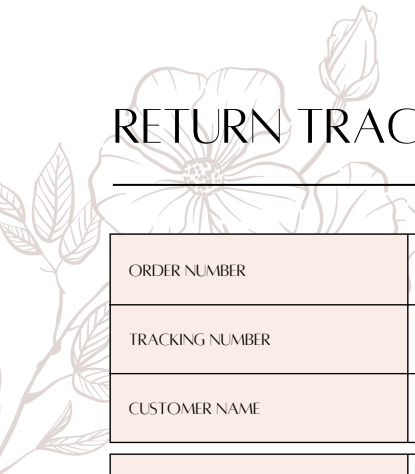 RETURN TRAC
ORDER NUMBER
TRACKING NUMBER
CUSTOMER NAME